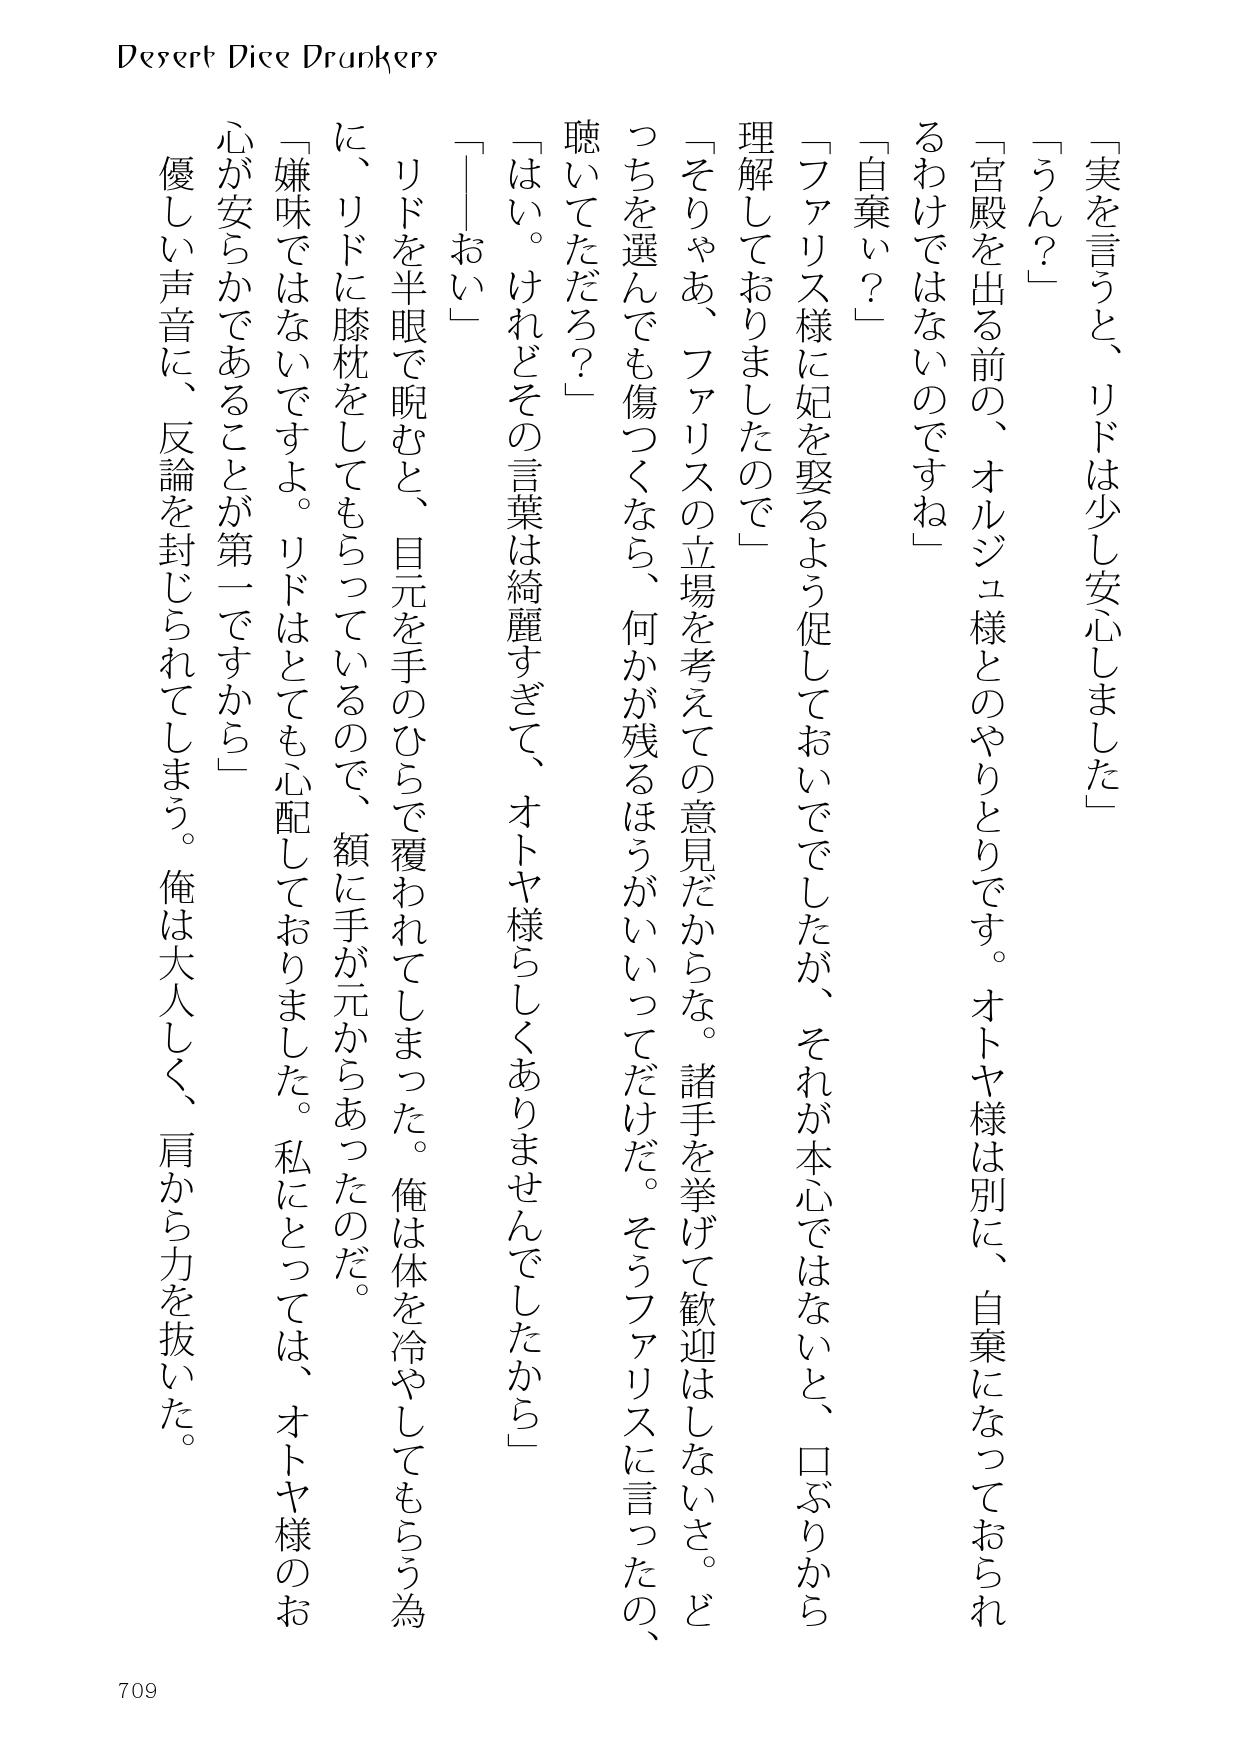 Desert Dice Drunkers
「実を言うと、リドは少し安心しました」
「うん？」
「宮殿を出る前の、オルジュ様とのやりとりです。オトヤ様は別に、自棄になっておられ
るわけではないのですね」
「自棄ぃ？」
「ファリス様に妃を娶るよう促しておいででしたが、それが本心ではないと、口ぶりから
理解しておりましたので」
「そりゃあ、ファリスの立場を考えての意見だからな。諸手を挙げて歓迎はしないさ。ど
っちを選んでも傷つくなら、何かが残るほうがいいってだけだ。そうファリスに言ったの、
聴いてただろ？」
「はい。けれどその言葉は綺麗すぎて、オトヤ様らしくありませんでしたから」
「――おい」
　リドを半眼で睨むと、目元を手のひらで覆われてしまった。俺は体を冷やしてもらう為
に、リドに膝枕をしてもらっているので、額に手が元からあったのだ。
「嫌味ではないですよ。リドはとても心配しておりました。私にとっては、オトヤ様のお
心が安らかであることが第一ですから」
　優しい声音に、反論を封じられてしまう。俺は大人しく、肩から力を抜いた。
709